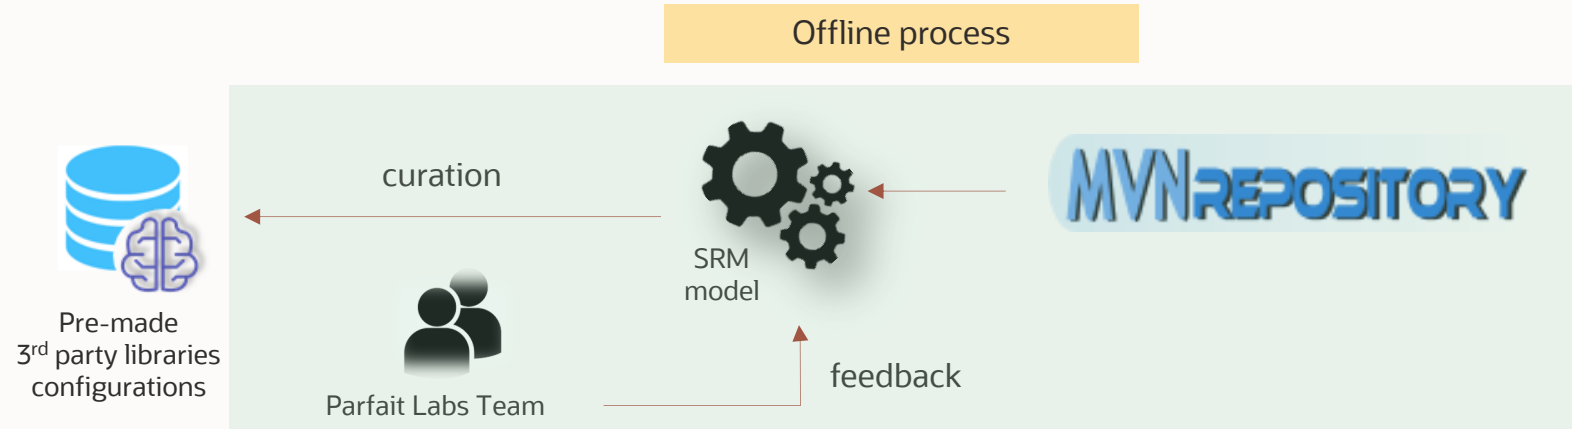 Offline process
curation
MVNREPOSITORY
SRM
model
Pre-made
3rd party libraries
configurations
feedback
Parfait Labs Team